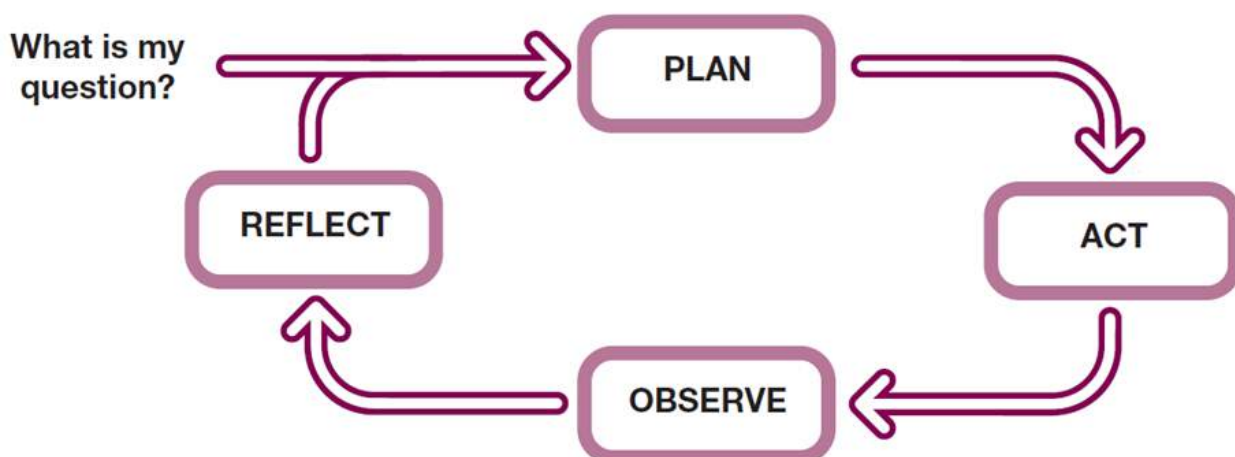 What is my
question?
PLAN
ACT
OBSERVE
REFLECT